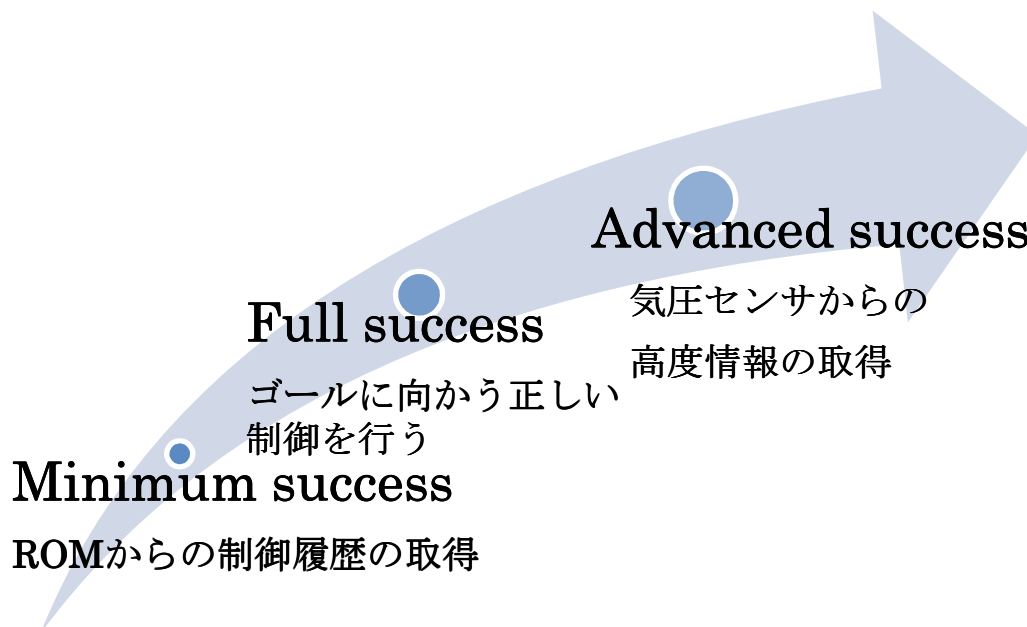 Advanced success
気圧センサからの
高度情報の取得
Full success
ゴールに向かう正しい
制御を行う
Minimum success
ROMからの制御履歴の取得